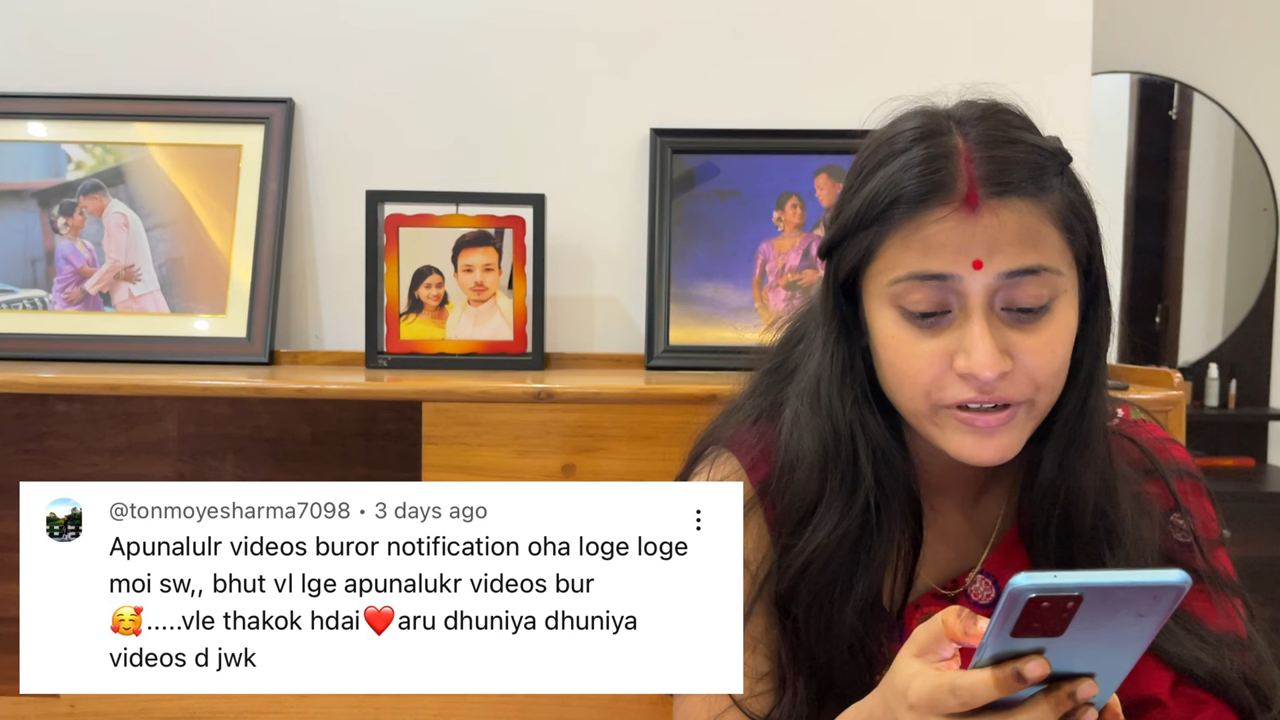 @tonmoyesharma7098 • 3 days ago
Apunalulr videos buror notification oha loge loge
moi sw,, bhut vl lge apunalukr videos bur
🥰.....vle thakok hdai❤️aru dhuniya dhuniya
videos d jwk